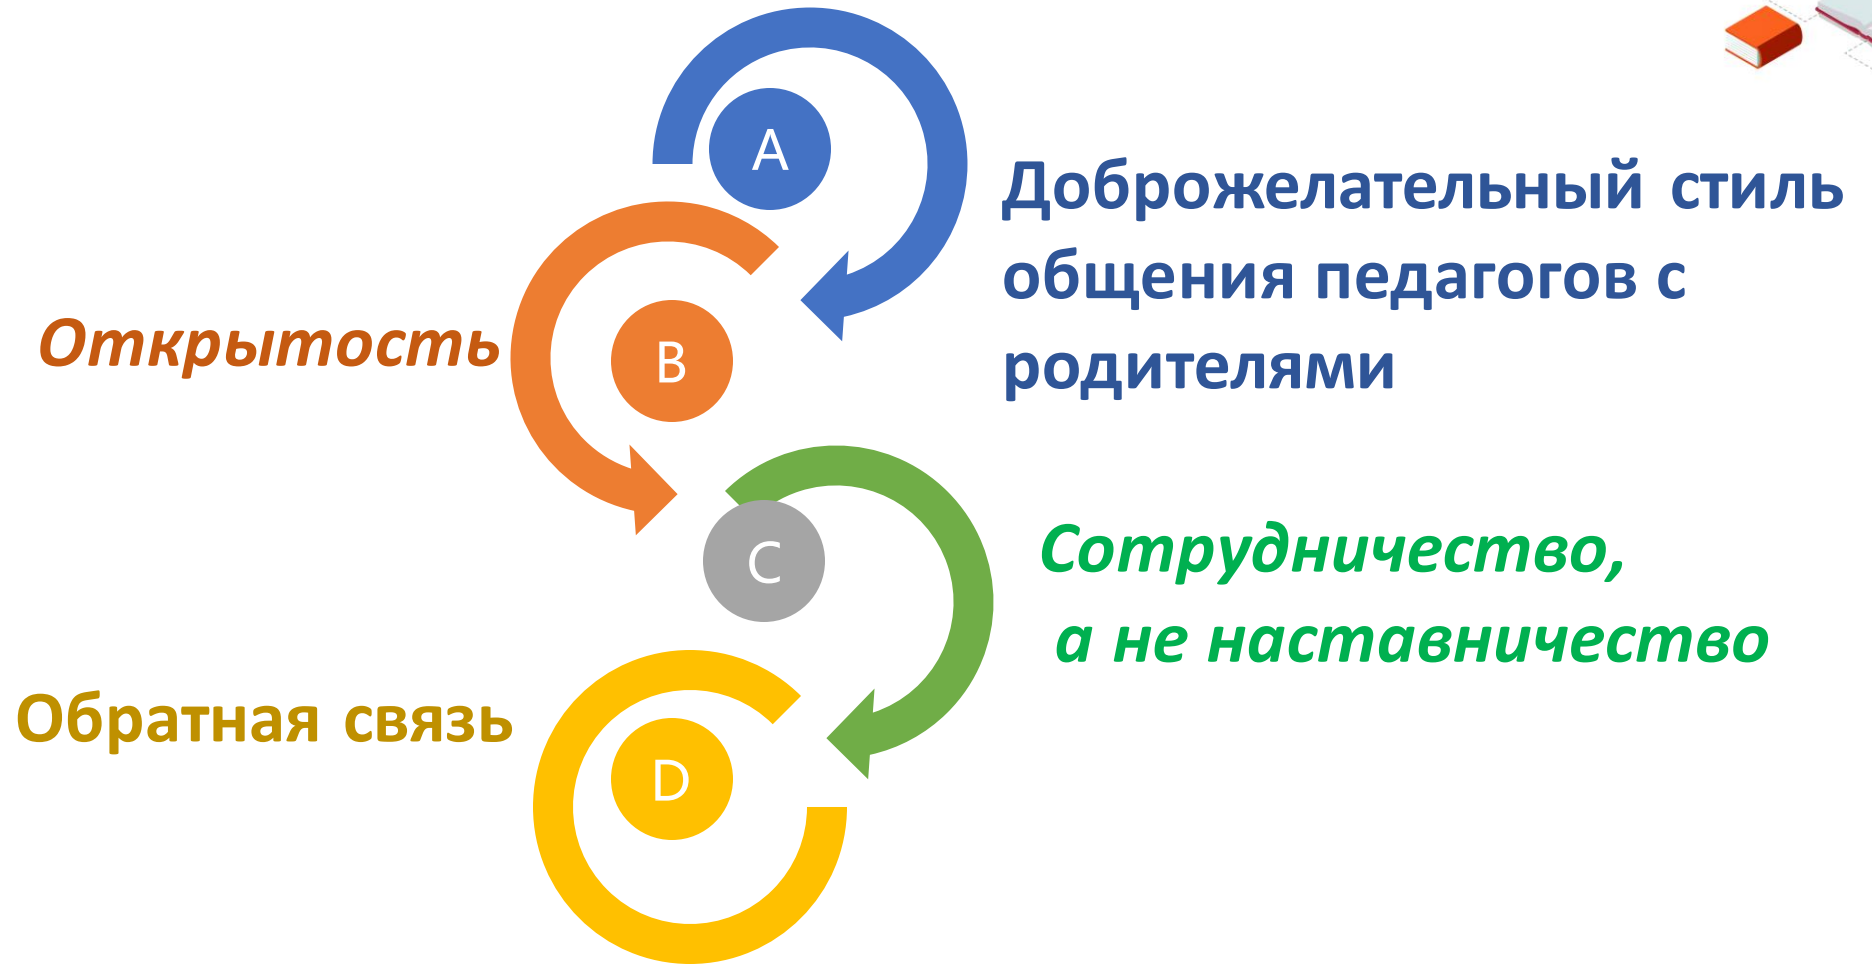 A
Доброжелательный стиль
общения педагогов с
родителями
B
Открытость
C
Сотрудничество,
а не наставничество
D
Обратная связь